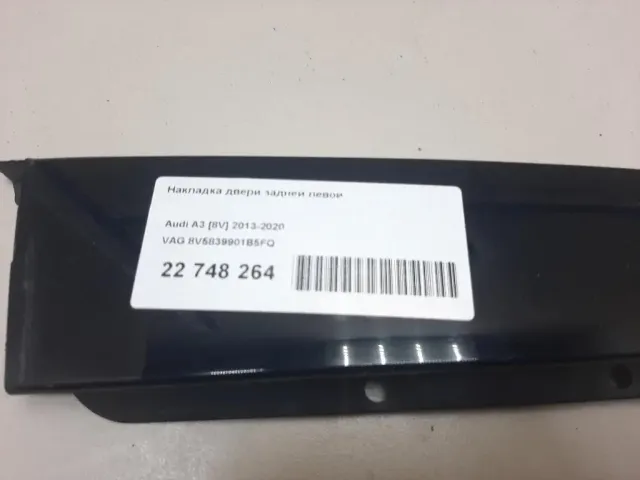 Накладка двери задней левой
Audi A3 [8V] 2013-2020
VAG 8V5839901B5FQ
22 748 264